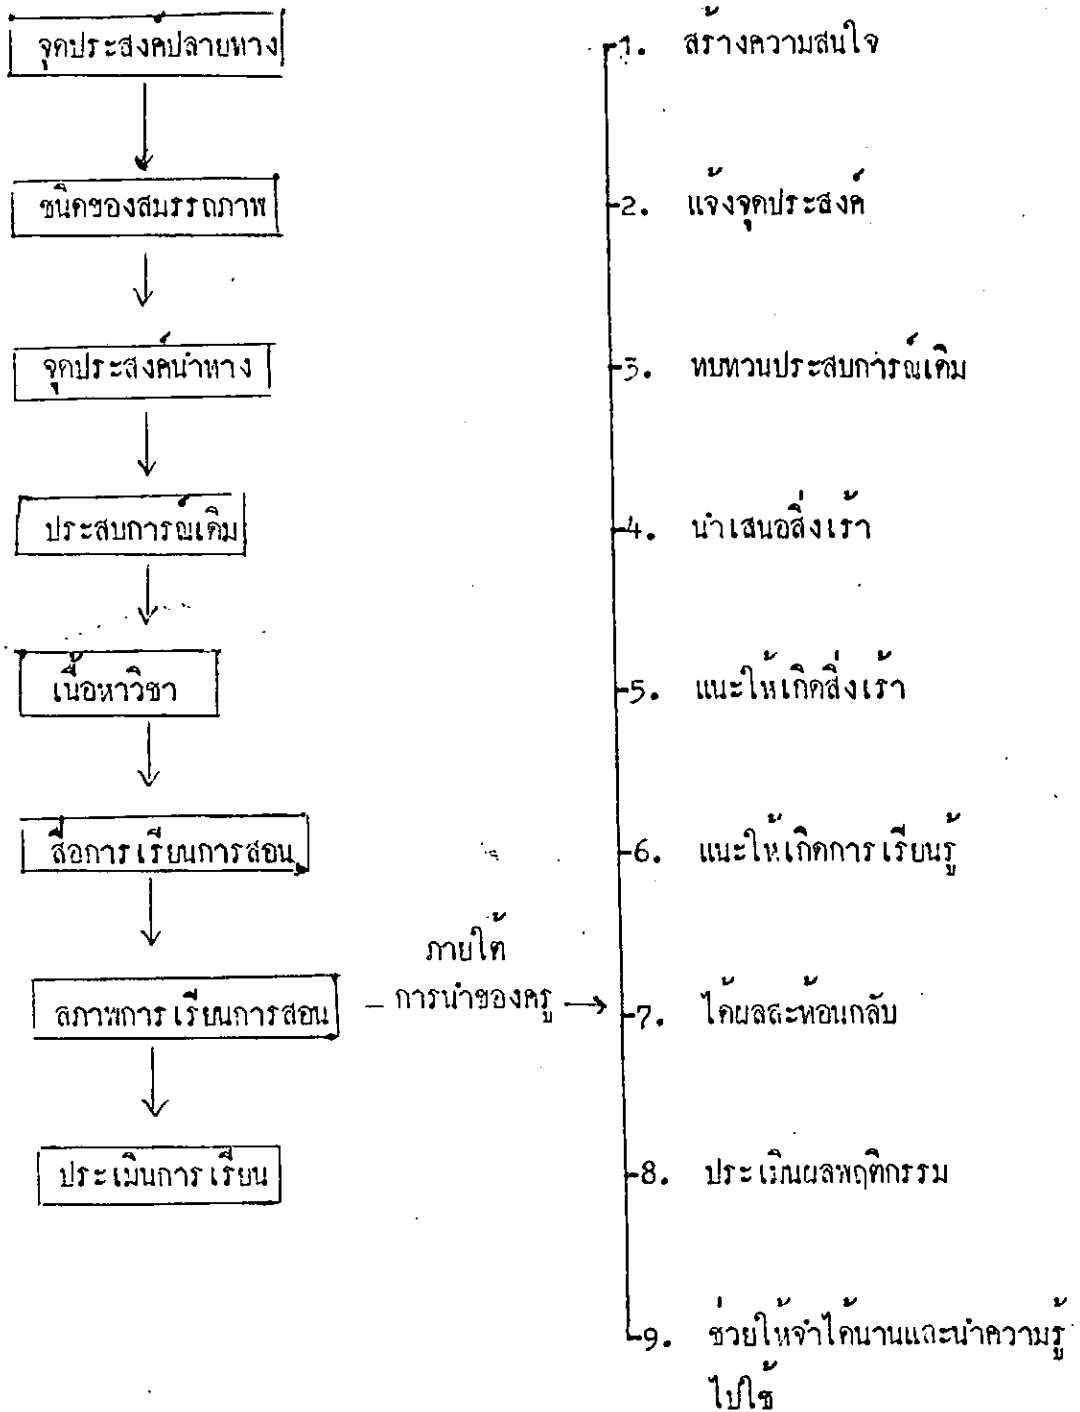 จุดประสงค์ปลายทาง
ชนิดของสมรรถภาพ
จุดประสงค์นำทาง
ประสบการณ์เดิม
เนื้อหาวิชา
สื่อการเรียนการสอน
สภาพการเรียนการสอน
ประเมินการเรียน
ภายใต้
การนำของครู
1. สร้างความสนใจ
2. แจ้งจุดประสงค์
3. ทบทวนประสบการณ์เดิม
4. นำเสนอสิ่งเร้า
5. แนะให้เกิดสิ่งเร้า
6. แนะให้เกิดการเรียนรู้
7. ได้ผลสะท้อนกลับ
8. ประเมินผลพฤติกรรม
9. ช่วยให้จำได้นานและนำความรู้
ไปใช้